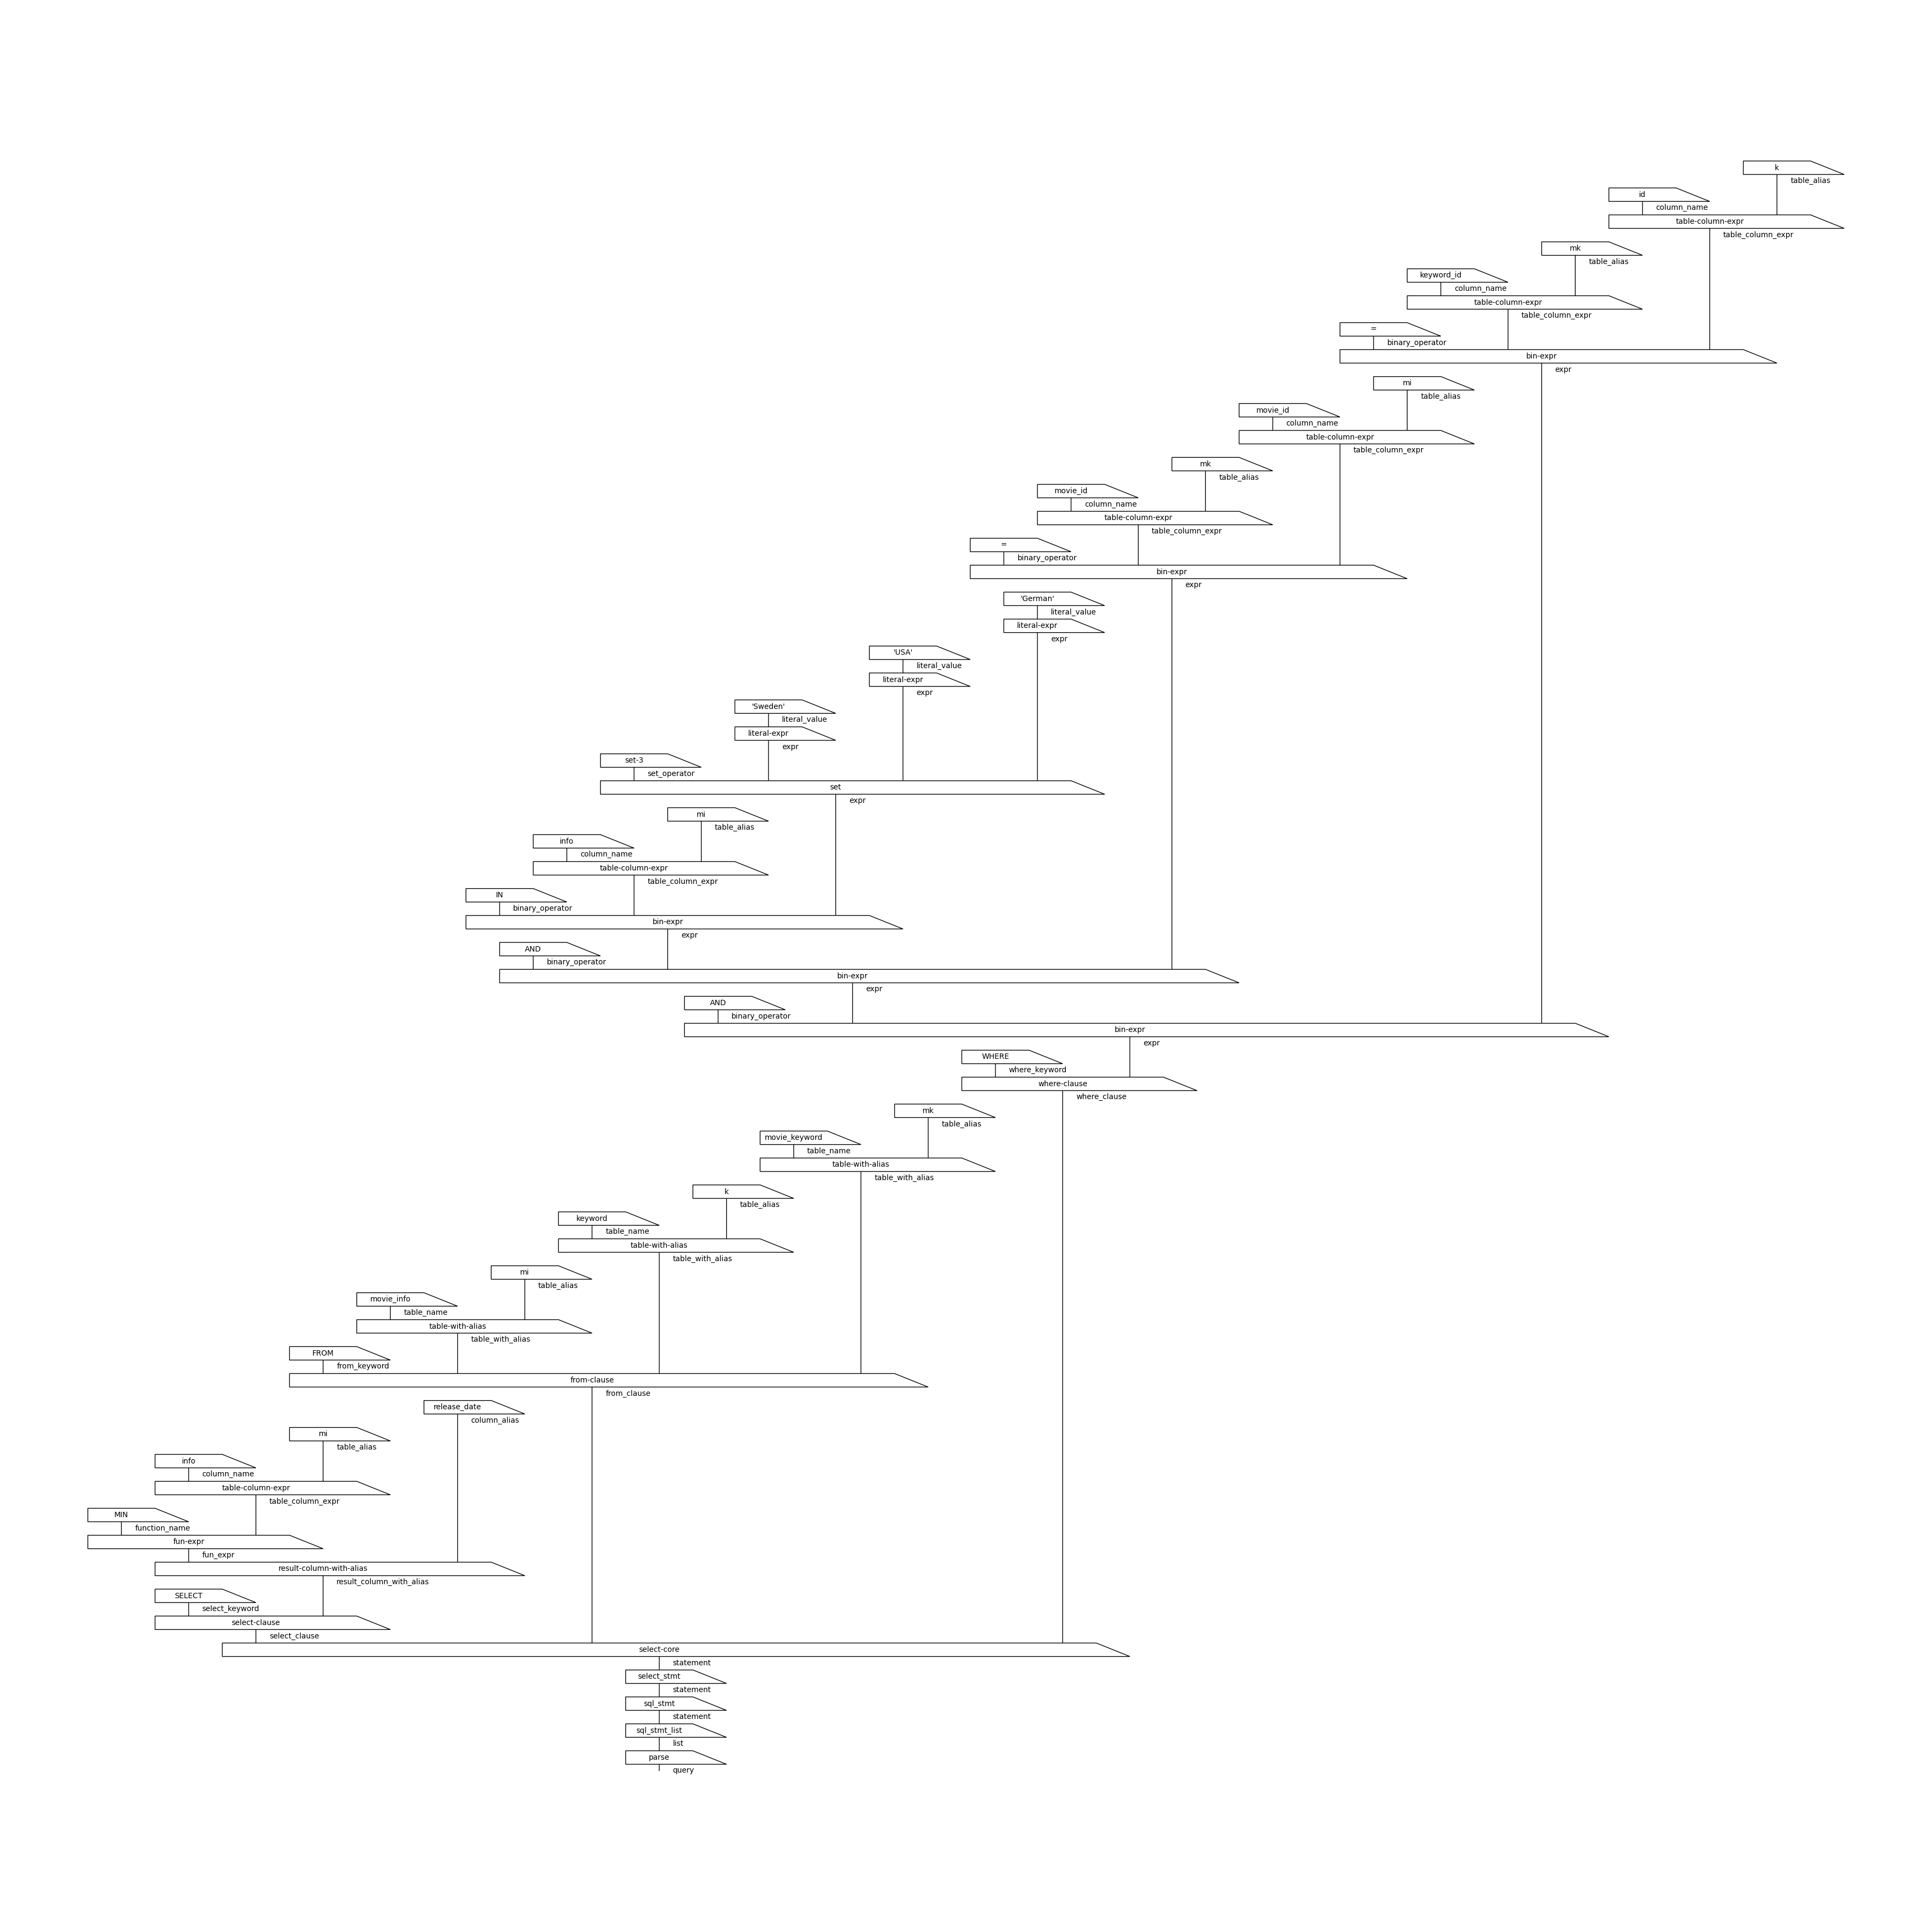 k
table_alias
id
column_name
table-column-expr
table_column_expr
mk
table_alias
keyword_id
column_name
table-column-expr
table_column_expr
=
binary_operator
bin-expr
expr
mi
table_alias
movie_id
column_name
table-column-expr
table_column_expr
mk
table_alias
movie_id
column_name
table-column-expr
table_column_expr
=
binary_operator
bin-expr
expr
'German'
literal_value
literal-expr
expr
'USA'
literal_value
literal-expr
expr
'Sweden'
literal_value
literal-expr
expr
set-3
set_operator
set
expr
mi
table_alias
info
column_name
table-column-expr
table_column_expr
IN
binary_operator
bin-expr
expr
AND
binary_operator
bin-expr
expr
AND
binary_operator
bin-expr
expr
WHERE
where_keyword
where-clause
where_clause
mk
table_alias
movie_keyword
table_name
table-with-alias
table_with_alias
k
table_alias
keyword
table_name
table-with-alias
table_with_alias
mi
table_alias
movie_info
table_name
table-with-alias
table_with_alias
FROM
from_keyword
from-clause
from_clause
release_date
column_alias
mi
table_alias
info
column_name
table-column-expr
table_column_expr
MIN
function_name
fun-expr
fun_expr
result-column-with-alias
result_column_with_alias
SELECT
select_keyword
select-clause
select_clause
select-core
statement
select_stmt
statement
sql_stmt
statement
sql_stmt_list
list
parse
query